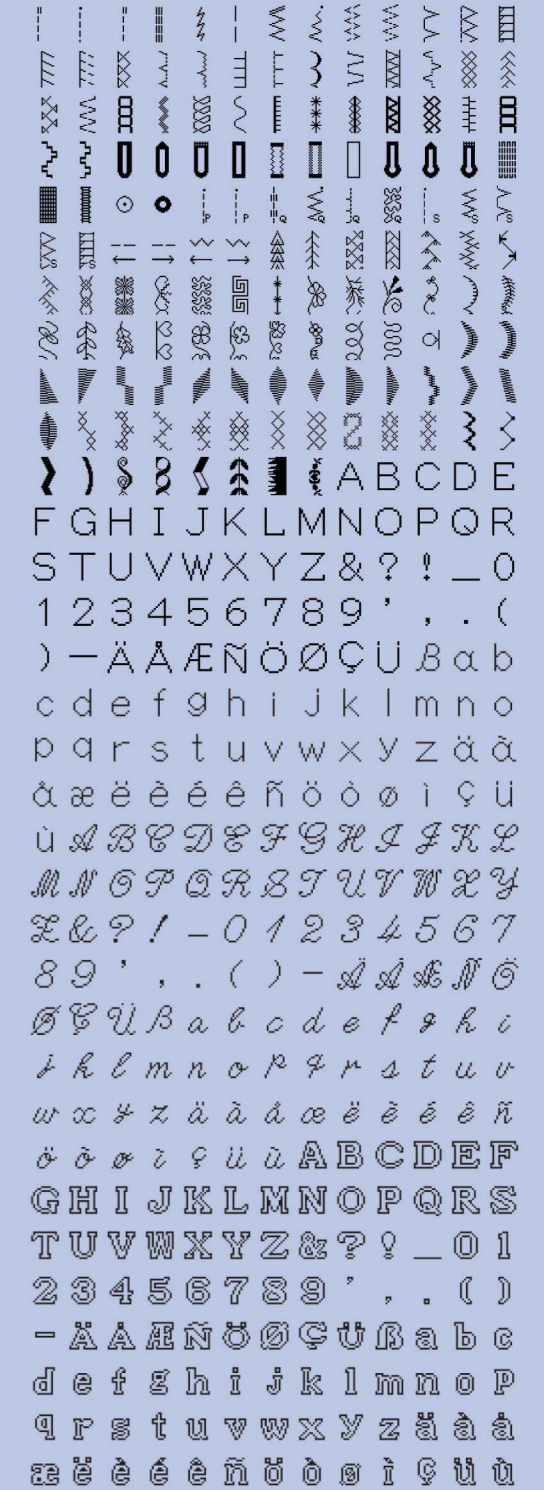 P P Q Q S S S
S S
A B C D E
F G H I J K L M N O P Q R
S T U V W X Y Z & ? ! _ 0
1 2 3 4 5 6 7 8 9 ' , . (
) - Ä Å Æ Ñ Ö Ø Ç Ü ß a b
c d e f g h i j k l m n o
p q r s t u v w x y z ä à
å æ ë è é ê ñ ö ò ø ì ç ü
ù A B C D E F G H I J K L
M N O P Q R S T U V W X Y
Z & ? ! _ 0 1 2 3 4 5 6 7
8 9 ' , . ( ) - Ä Å Æ Ñ Ö
Ø Ç Ü ß a b c d e f g h i
j k l m n o p q r s t u v
w x y z ä à å æ ë è é ê ñ
ö ò ø ì ç ü ù A B C D E F
G H I J K L M N O P Q R S
T U V W X Y Z & ? ! _ 0 1
2 3 4 5 6 7 8 9 ' , . ( )
- Ä Å Æ Ñ Ö Ø Ç Ü ß a b c
d e f g h i j k l m n o p
q r s t u v w x y z ä à å
æ ë è é ê ñ ö ò ø ì ç ü ù